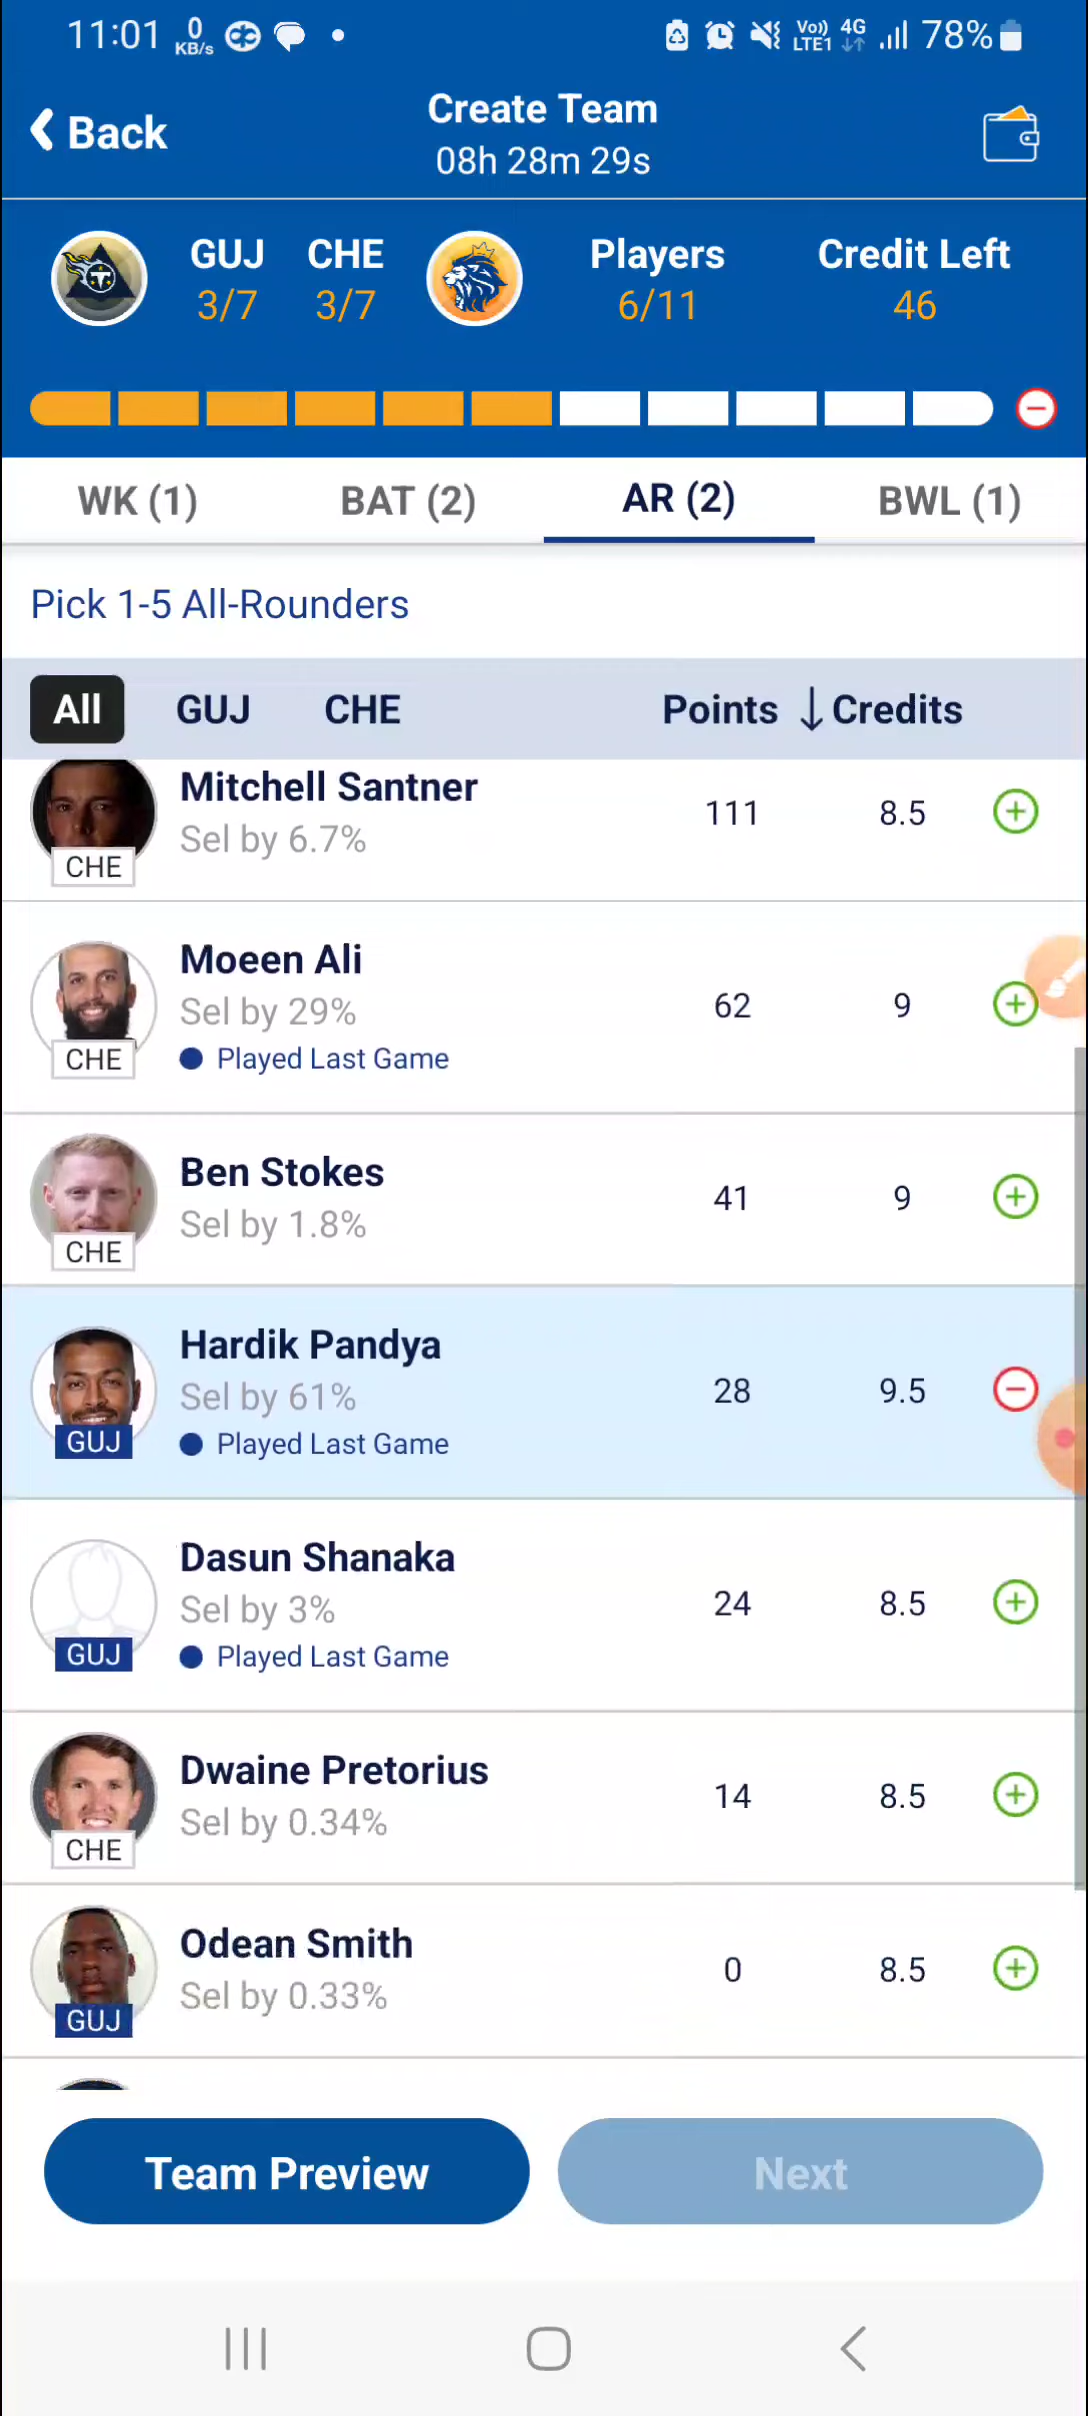 11:01 0 KB/s Vo)) LTE1 4G 78%
Back
Create Team
08h 28m 29s
GUJ CHE Players Credit Left
3/7 3/7 6/11 46
WK (1) BAT (2) AR (2) BWL (1)
Pick 1-5 All-Rounders
All GUJ CHE Points ↓ Credits
Mitchell Santner
Sel by 6.7%
111 8.5
CHE
Moeen Ali
Sel by 29%
Played Last Game
62 9
CHE
Ben Stokes
Sel by 1.8%
41 9
CHE
Hardik Pandya
Sel by 61%
Played Last Game
28 9.5
GUJ
Dasun Shanaka
Sel by 3%
Played Last Game
24 8.5
GUJ
Dwaine Pretorius
Sel by 0.34%
14 8.5
CHE
Odean Smith
Sel by 0.33%
0 8.5
GUJ
Team Preview Next